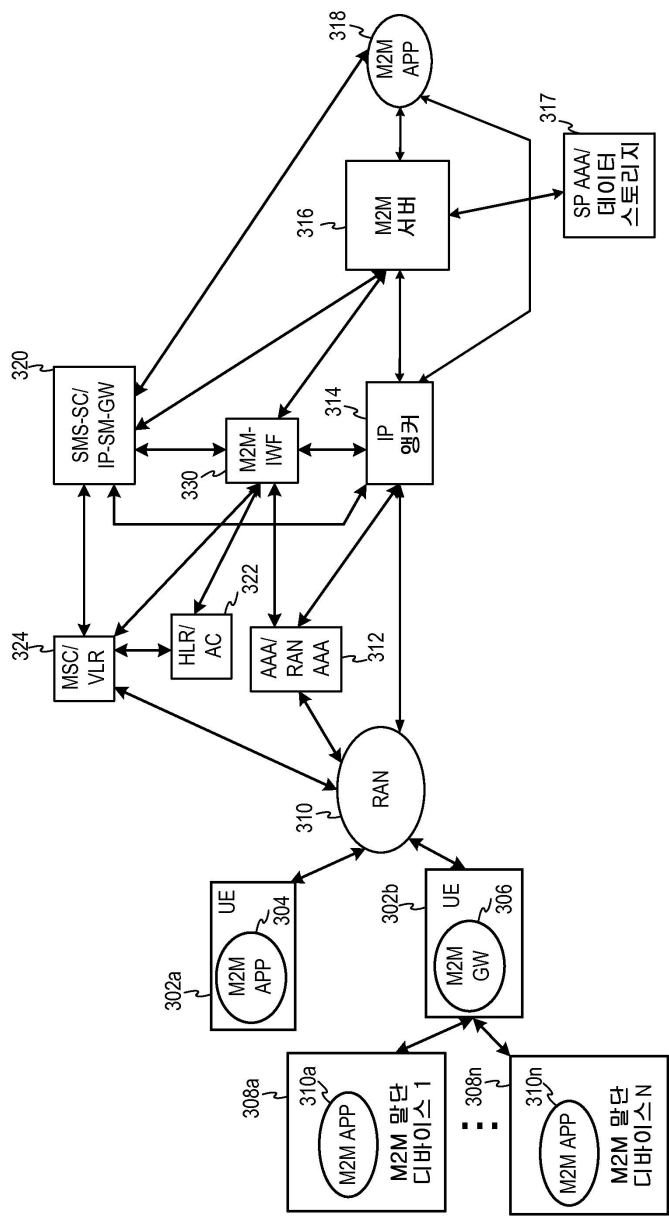 308a
310a
M2M APP
M2M 말단
디바이스 1
308n
310n
M2M APP
M2M 말단
디바이스 N
302a
UE
304
M2M
APP
302b
UE
306
M2M
GW
310
RAN
324
MSC/
VLR
HLR/
AC
322
AAA/
RAN
AAA
312
320
SMS-SC/
IP-SM-GW
M2M-
IWF
330
314
IP
앵커
316
M2M
서버
318
M2M
APP
317
SP AAA/
데이터
스토리지